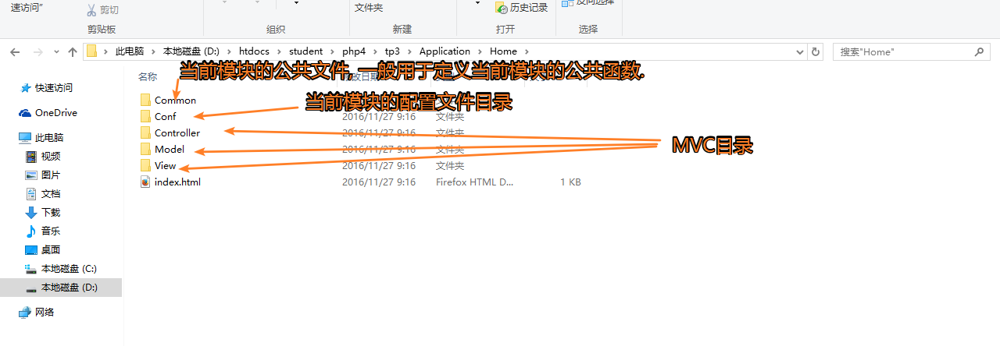 速访问"
剪切
文件夹
历史记录
反向选择
剪贴板
组织
新建
打开
选择
此电脑 > 本地磁盘 (D:) > htdocs > student > php4 > tp3 > Application > Home >
搜索"Home"
名称
修改日期
当前模块的公共文件, 一般用于定义当前模块的公共函数.
Common
当前模块的配置文件目录
Conf 2016/11/27 9:16 文件夹
Controller 2016/11/27 9:16 文件夹
Model 2016/11/27 9:16 文件夹
MVC目录
View 2016/11/27 9:16 文件夹
index.html 2016/11/27 9:16 Firefox HTML D... 1 KB
快速访问
OneDrive
此电脑
视频
图片
文档
下载
音乐
桌面
本地磁盘 (C:)
本地磁盘 (D:)
网络